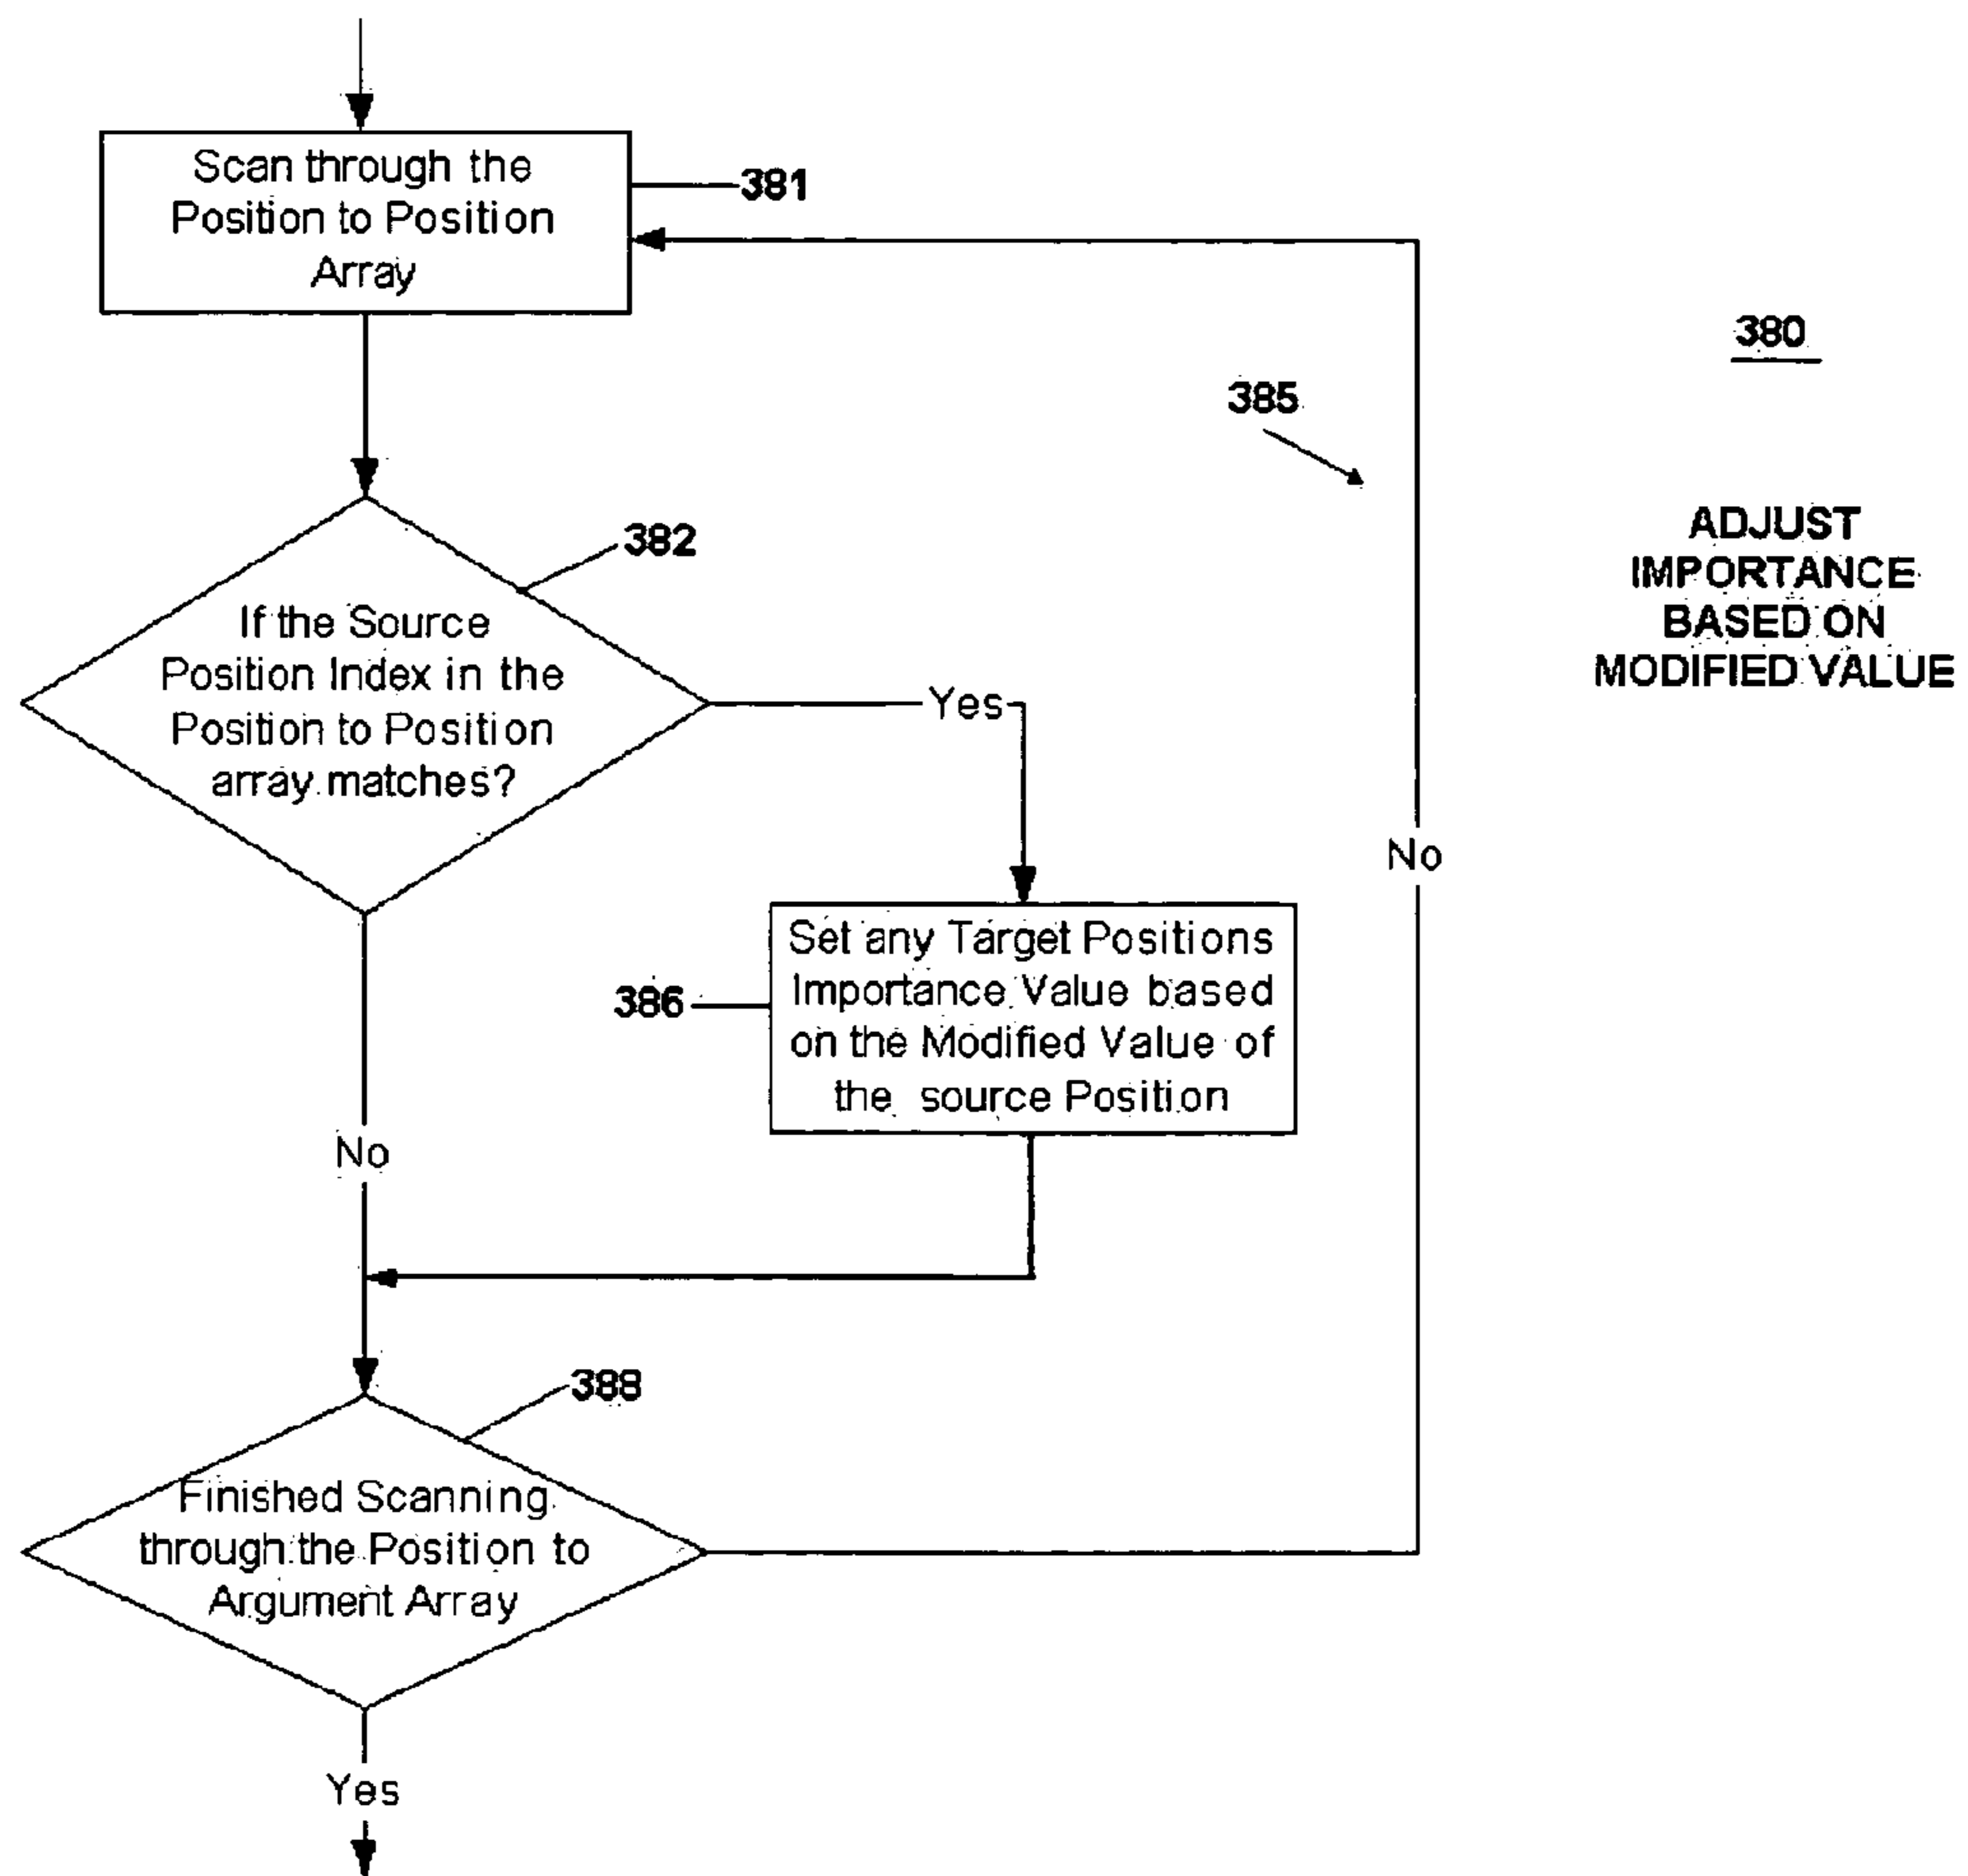 Scan through the
Position to Position
Array
381
380
385
ADJUST
IMPORTANCE
BASED ON
MODIFIED VALUE
382
If the Source
Position Index in the
Position to Position
array matches?
Yes
No
Set any Target Positions
Importance Value based
on the Modified Value of
the source Position
386
No
388
Finished Scanning
through the Position to
Argument Array
Yes